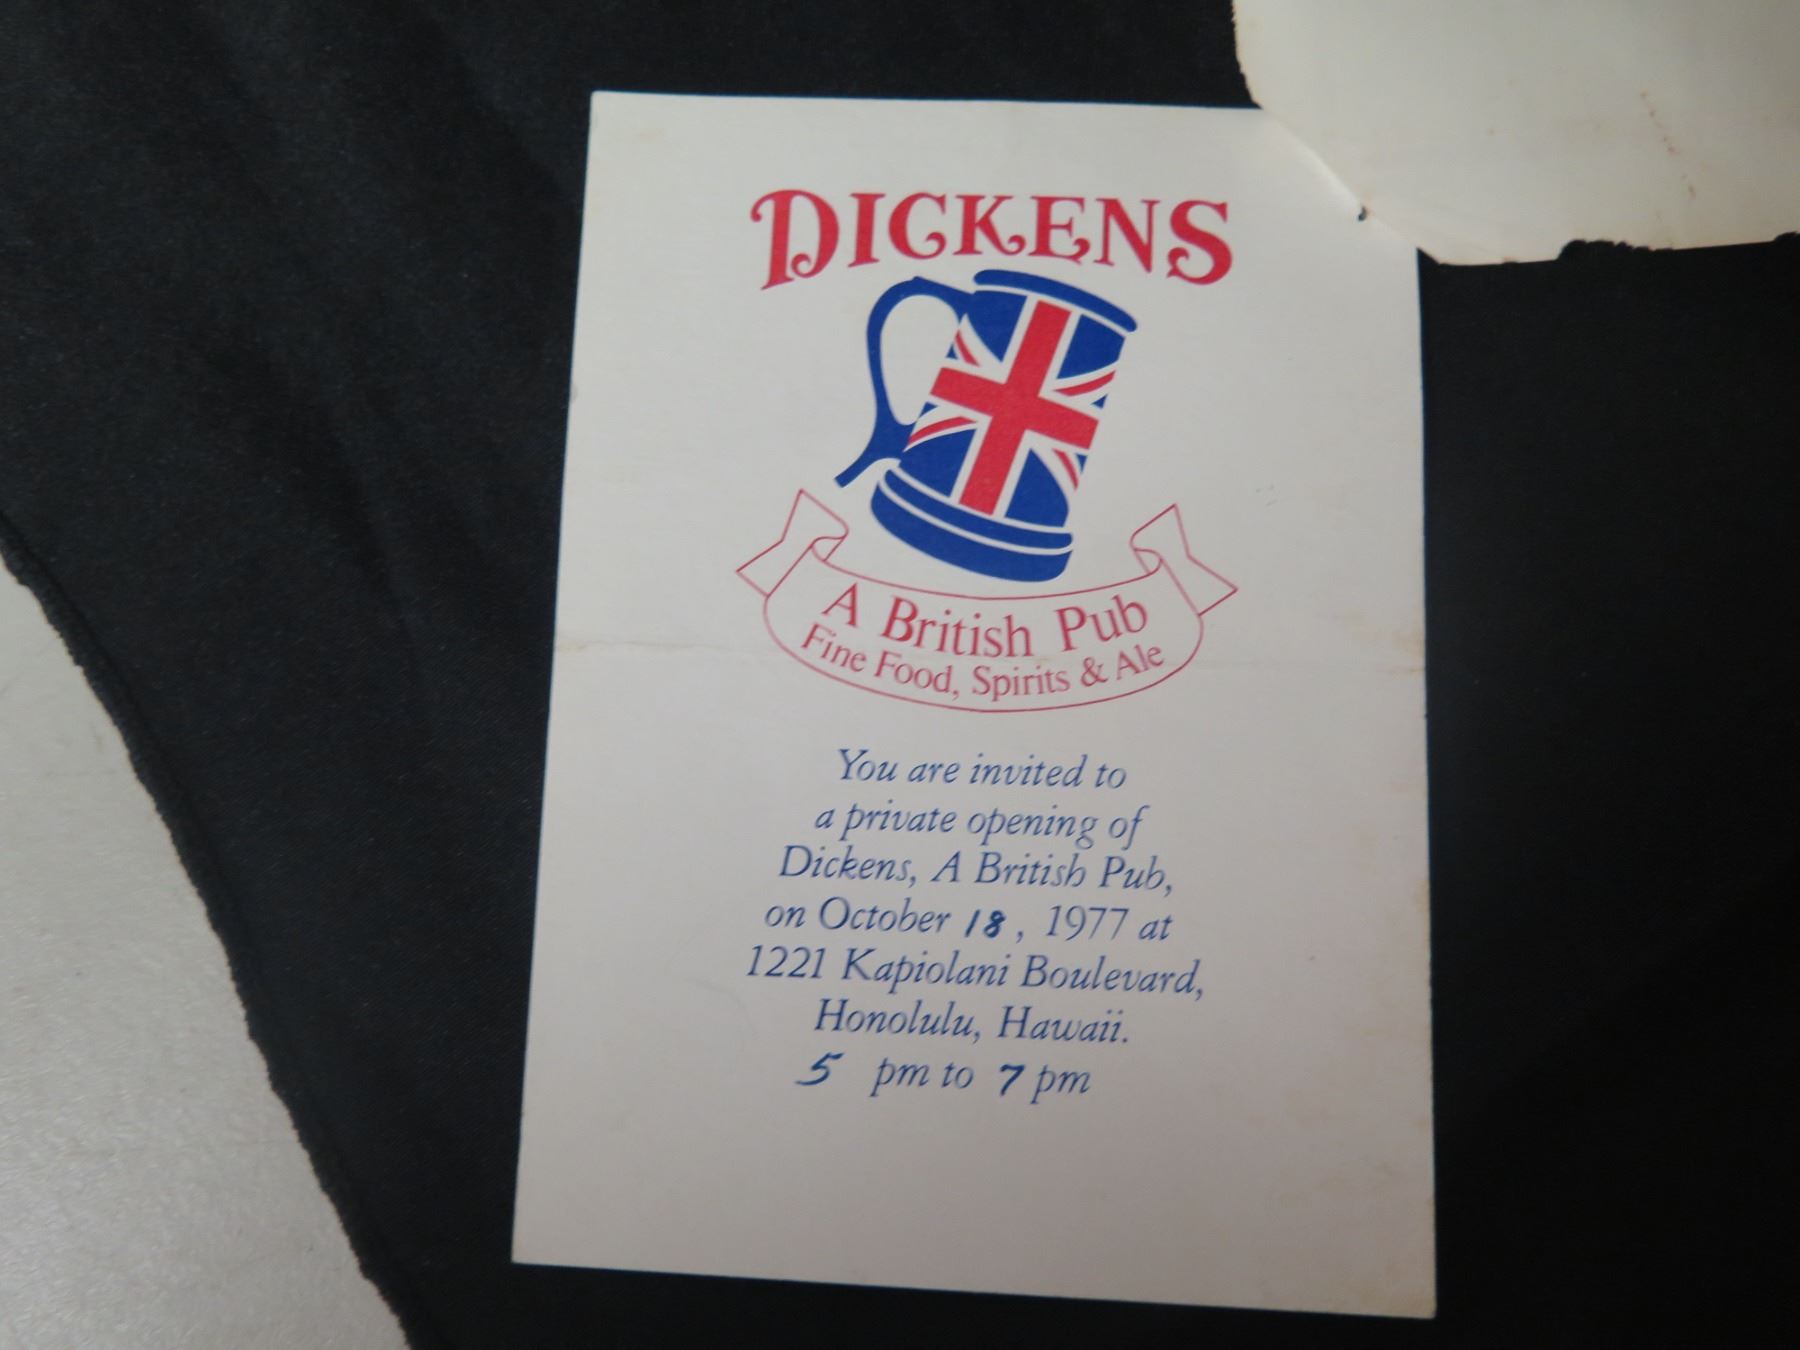 DICKENS
A British Pub
Fine Food, Spirits & Ale
You are invited to
a private opening of
Dickens, A British Pub,
on October 18, 1977 at
1221 Kapiolani Boulevard,
Honolulu, Hawaii.
5 pm to 7 pm